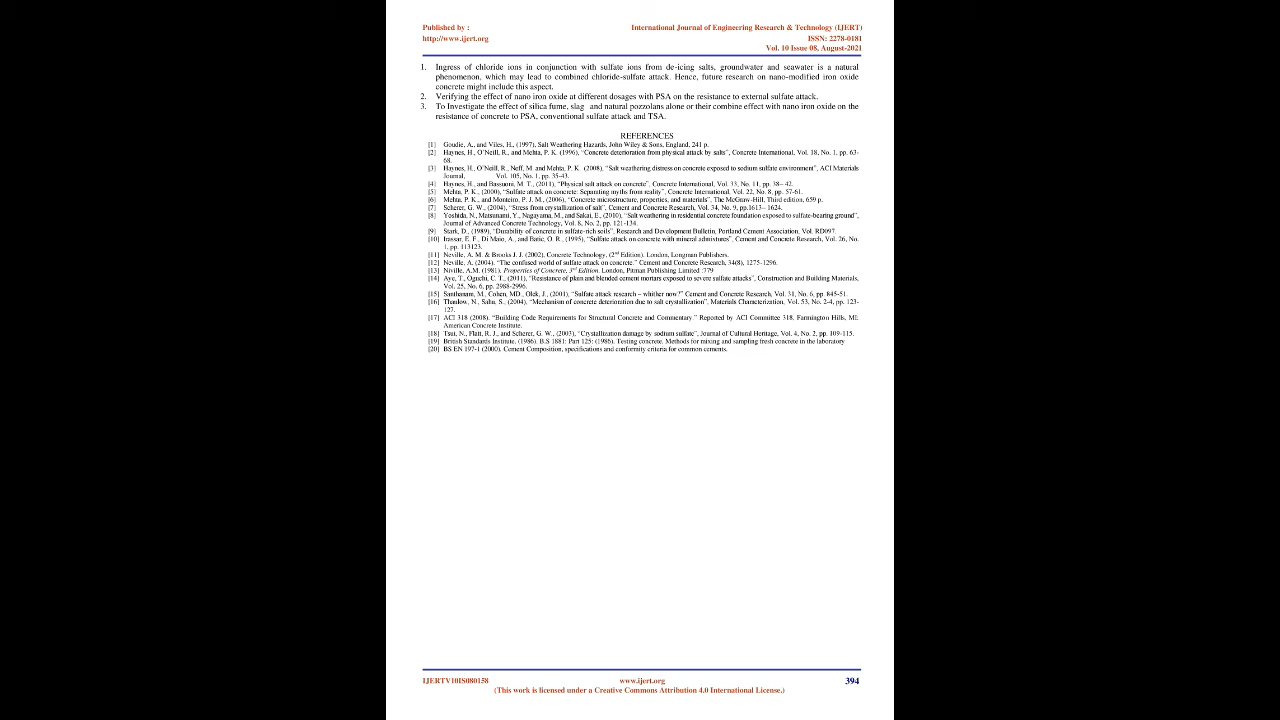 Published by :
International Journal of Engineering Research & Technology (IJERT)
http://www.ijert.org
ISSN: 2278-0181
Vol. 10 Issue 08, August-2021
1. Ingress of chloride ions in conjunction with sulfate ions from de-icing salts, groundwater and seawater is a natural
phenomenon, which may lead to combined chloride-sulfate attack. Hence, future research on nano-modified iron oxide
concrete might include this aspect.
2. Verifying the effect of nano iron oxide at different dosages with PSA on the resistance to external sulfate attack.
3. To Investigate the effect of silica fume, slag and natural pozzolans alone or their combine effect with nano iron oxide on the
resistance of concrete to PSA, conventional sulfate attack and TSA.
REFERENCES
[1] Goudie, A., and Viles, H., (1997), Salt Weathering Hazards. John Wiley & Sons, England, 241 p.
[2] Haynes, H., O'Neill, R., and Mehta, P. K. (1996), "Concrete deterioration from physical attack by salts", Concrete International, Vol. 18, No. 1, pp. 63-
68.
[3] Haynes, H., O'Neill, R., Neff, M. and Mehta, P. K. (2008), "Salt weathering distress on concrete exposed to sodium sulfate environment", ACI Materials
Journal, Vol. 105, No. 1, pp. 35-43.
[4] Haynes, H., and Bassuoni, M. T., (2011), "Physical salt attack on concrete", Concrete International, Vol. 33, No. 11, pp. 38– 42.
[5] Mehta, P. K., (2000), "Sulfate attack on concrete: Separating myths from reality", Concrete International, Vol. 22, No. 8, pp. 57-61.
[6] Mehta, P. K., and Monteiro, P. J. M., (2006), "Concrete microstructure, properties, and materials", The McGraw-Hill, Third edition, 659 p.
[7] Scherer, G. W., (2004), "Stress from crystallization of salt", Cement and Concrete Research, Vol. 34, No. 9, pp.1613– 1624.
[8] Yoshida, N., Matsunami, Y., Nagayama, M., and Sakai, E., (2010), "Salt weathering in residential concrete foundation exposed to sulfate-bearing ground",
Journal of Advanced Concrete Technology, Vol. 8, No. 2, pp. 121-134.
[9] Stark, D., (1989), "Durability of concrete in sulfate-rich soils", Research and Development Bulletin, Portland Cement Association, Vol. RD097.
[10] Irassar, E. F., Di Maio, A., and Batic, O. R., (1995), "Sulfate attack on concrete with mineral admixtures", Cement and Concrete Research, Vol. 26, No.
1, pp. 113123.
[11] Neville, A. M. & Brooks J. J. (2002), Concrete Technology, (2nd Edition). London, Longman Publishers.
[12] Neville, A. (2004). "The confused world of sulfate attack on concrete." Cement and Concrete Research, 34(8), 1275-1296.
[13] Niville, A.M. (1981). Properties of Concrete, 3rd Edition. London, Pitman Publishing Limited :779
[14] Aye, T., Oguchi, C. T., (2011), "Resistance of plain and blended cement mortars exposed to severe sulfate attacks", Construction and Building Materials,
Vol. 25, No. 6, pp. 2988-2996.
[15] Santhanam, M., Cohen, MD., Olek, J., (2001), "Sulfate attack research – whither now?" Cement and Concrete Research, Vol. 31, No. 6, pp. 845-51.
[16] Thaulow, N., Sahu, S., (2004), "Mechanism of concrete deterioration due to salt crystallization", Materials Characterization, Vol. 53, No. 2-4, pp. 123-
127.
[17] ACI 318 (2008). "Building Code Requirements for Structural Concrete and Commentary." Reported by ACI Committee 318, Farmington Hills, MI:
American Concrete Institute.
[18] Tsui, N., Flatt, R. J., and Scherer, G. W., (2003), "Crystallization damage by sodium sulfate", Journal of Cultural Heritage, Vol. 4, No. 2, pp. 109-115.
[19] British Standards Institute, (1986). B.S 1881: Part 125: (1986). Testing concrete. Methods for mixing and sampling fresh concrete in the laboratory
[20] BS EN 197-1 (2000). Cement Composition, specifications and conformity criteria for common cements.
IJERTV10IS080158
www.ijert.org
394
(This work is licensed under a Creative Commons Attribution 4.0 International License.)